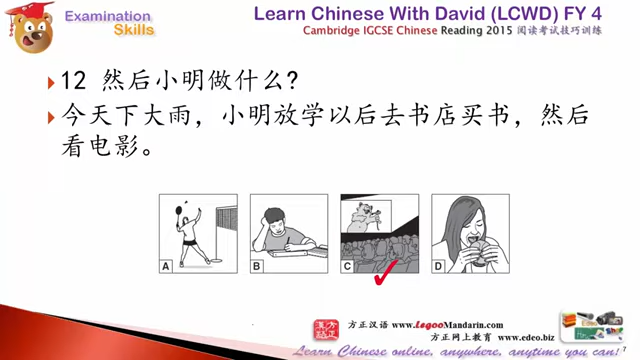 Examination
Skills
Learn Chinese With David (LCWD) FY 4
Cambridge IGCSE Chinese Reading 2015 阅读考试技巧训练
12 然后小明做什么?
今天下大雨，小明放学以后去书店买书，然后
看电影。
A
B
C
D
方正汉语 www.LegooMandarin.com
方正网上教育 www.edeo.biz
Learn Chinese online, anywhere, anytime you can!
7